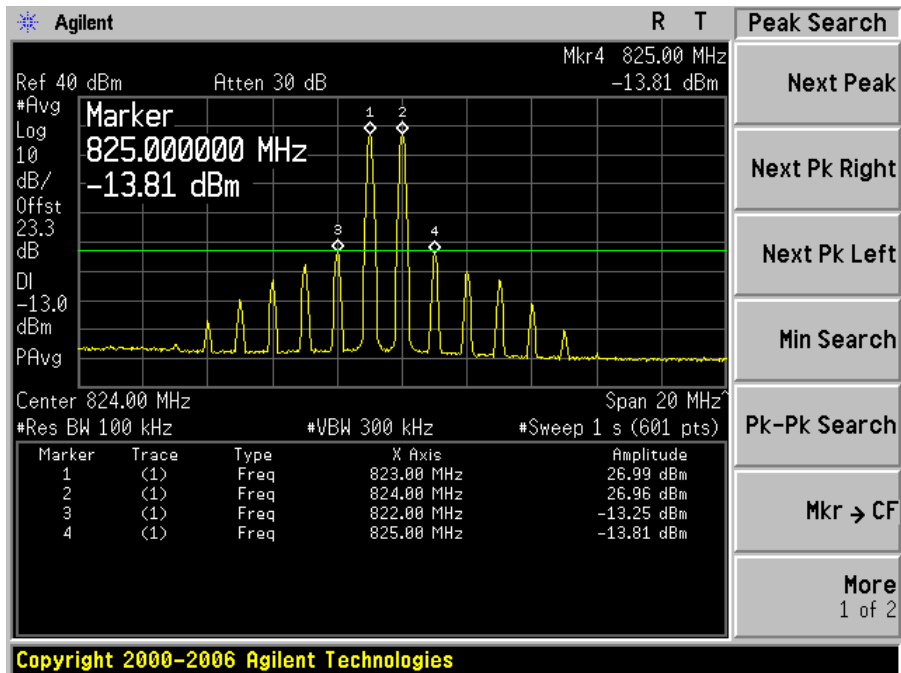 Agilent R T Peak Search
Mkr4 825.00 MHz
Ref 40 dBm Atten 30 dB -13.81 dBm
#Avg
Log
10
dB/
Offst
23.3
dB
DI
-13.0
dBm
PAvg
Marker
825.000000 MHz
-13.81 dBm
1 2
3 4
Center 824.00 MHz Span 20 MHz^
#Res BW 100 kHz #VBW 300 kHz #Sweep 1 s (601 pts)
Marker Trace Type X Axis Amplitude
1 (1) Freq 823.00 MHz 26.99 dBm
2 (1) Freq 824.00 MHz 26.96 dBm
3 (1) Freq 822.00 MHz -13.25 dBm
4 (1) Freq 825.00 MHz -13.81 dBm
Next Peak
Next Pk Right
Next Pk Left
Min Search
Pk-Pk Search
Mkr → CF
More
1 of 2
Copyright 2000-2006 Agilent Technologies